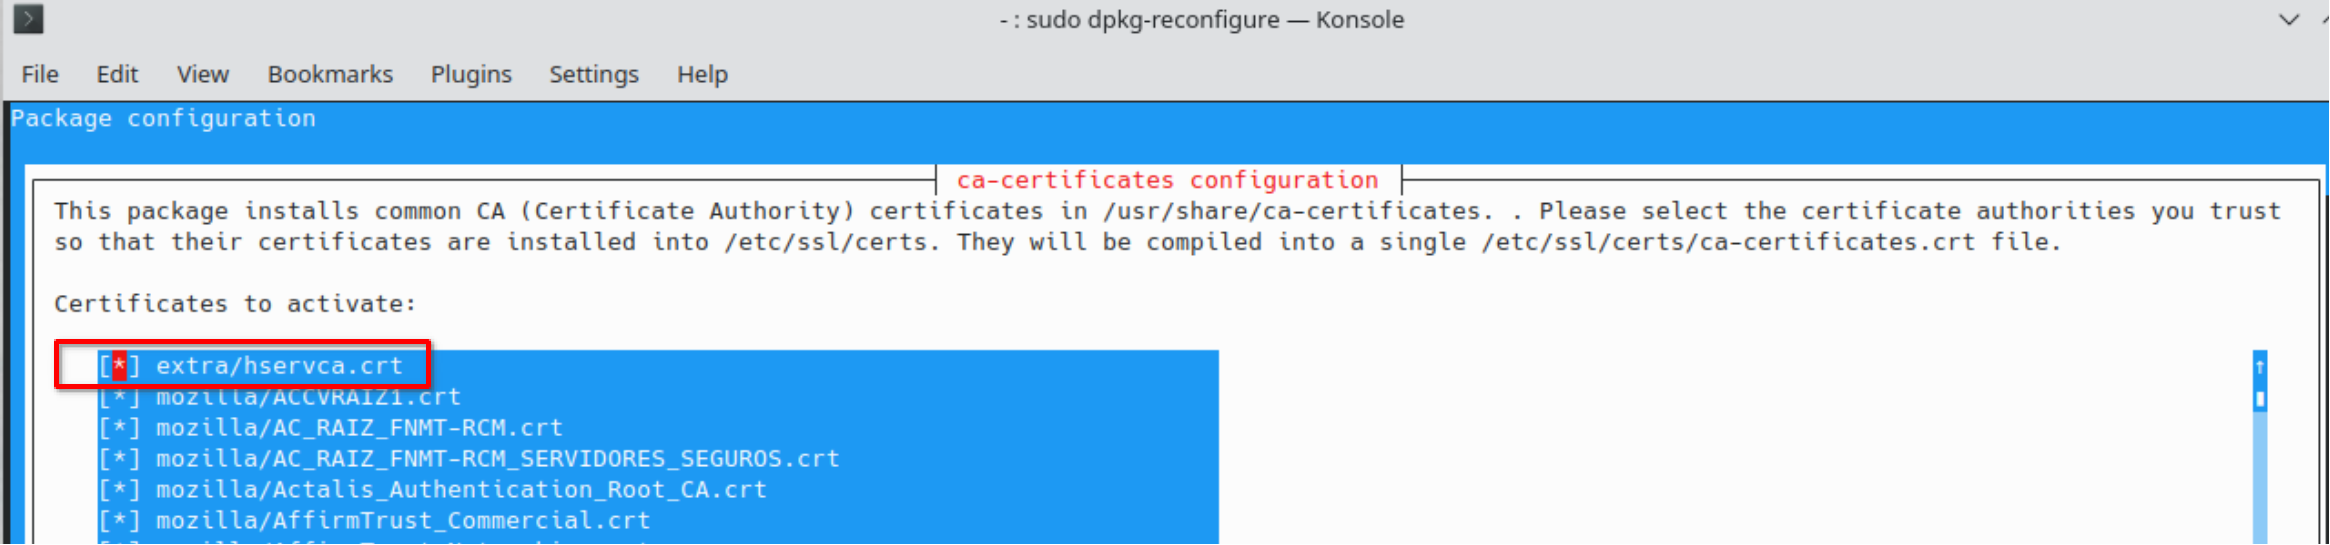 - : sudo dpkg-reconfigure — Konsole
File Edit View Bookmarks Plugins Settings Help
Package configuration
ca-certificates configuration
This package installs common CA (Certificate Authority) certificates in /usr/share/ca-certificates. . Please select the certificate authorities you trust
so that their certificates are installed into /etc/ssl/certs. They will be compiled into a single /etc/ssl/certs/ca-certificates.crt file.
Certificates to activate:
[*] extra/hservca.crt
[*] mozilla/ACCVRAIZ1.crt
[*] mozilla/AC_RAIZ_FNMT-RCM.crt
[*] mozilla/AC_RAIZ_FNMT-RCM_SERVIDORES_SEGUROS.crt
[*] mozilla/Actalis_Authentication_Root_CA.crt
[*] mozilla/AffirmTrust_Commercial.crt